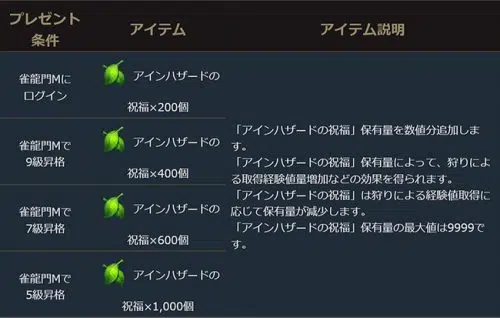 プレゼント
条件
アイテム
アイテム説明
雀龍門Mに
ログイン
アインハザードの
祝福×200個
雀龍門Mで
9級昇格
アインハザードの
祝福×400個
雀龍門Mで
7級昇格
アインハザードの
祝福×600個
雀龍門Mで
5級昇格
アインハザードの
祝福×1,000個
「アインハザードの祝福」保有量を数値分追加しま
す。
「アインハザードの祝福」保有量によって、狩りによ
る取得経験値量増加などの効果を得られます。
「アインハザードの祝福」は狩りによる経験値取得に
応じて保有量が減少します。
「アインハザードの祝福」保有量の最大値は9999で
す。